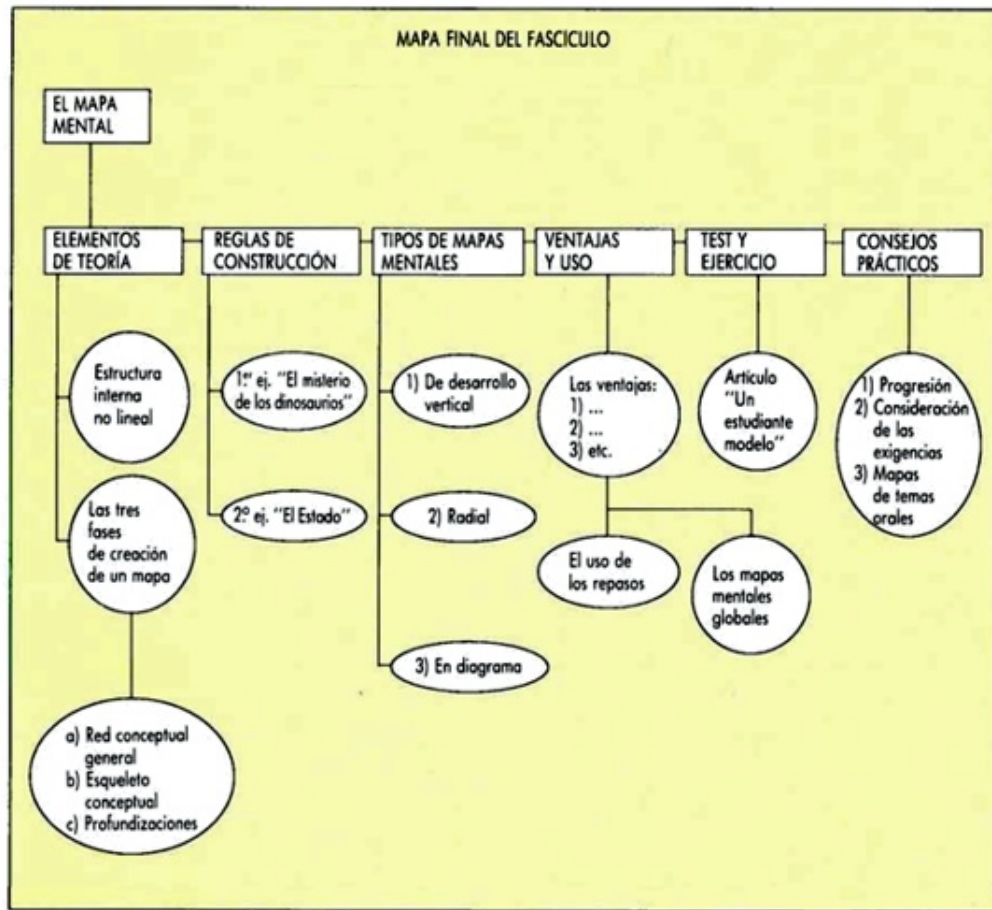 MAPA FINAL DEL FASCÍCULO
EL MAPA
MENTAL
ELEMENTOS
DE TEORÍA
REGLAS DE
CONSTRUCCIÓN
TIPOS DE MAPAS
MENTALES
VENTAJAS
Y USO
TEST Y
EJERCICIO
CONSEJOS
PRÁCTICOS
Estructura
interna
no lineal
Las tres
fases
de creación
de un mapa
a) Red conceptual
general
b) Esqueleto
conceptual
c) Profundizaciones
1.er ej. "El misterio
de los dinosaurios"
2.º ej. "El Estado"
1) De desarrollo
vertical
2) Radial
3) En diagrama
Las ventajas:
1) ...
2) ...
3) etc.
El uso de
los repasos
Los mapas
mentales
globales
Artículo
"Un
estudiante
modelo"
1) Progresión
2) Consideración
de las
exigencias
3) Mapas
de temas
orales